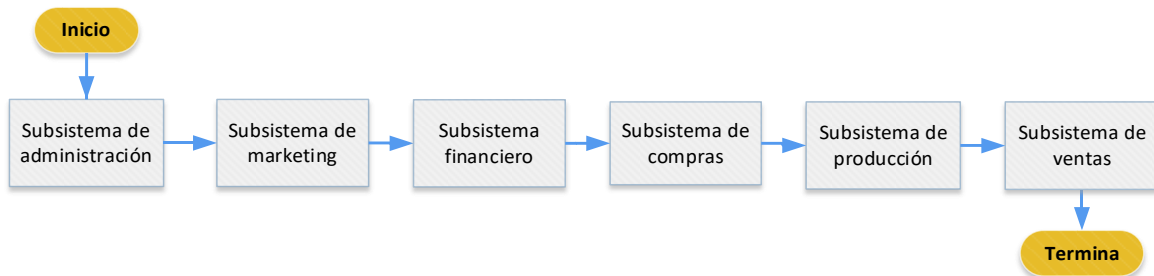 Inicio
Subsistema de
administración
Subsistema de
marketing
Subsistema
financiero
Subsistema de
compras
Subsistema de
producción
Subsistema de
ventas
Termina